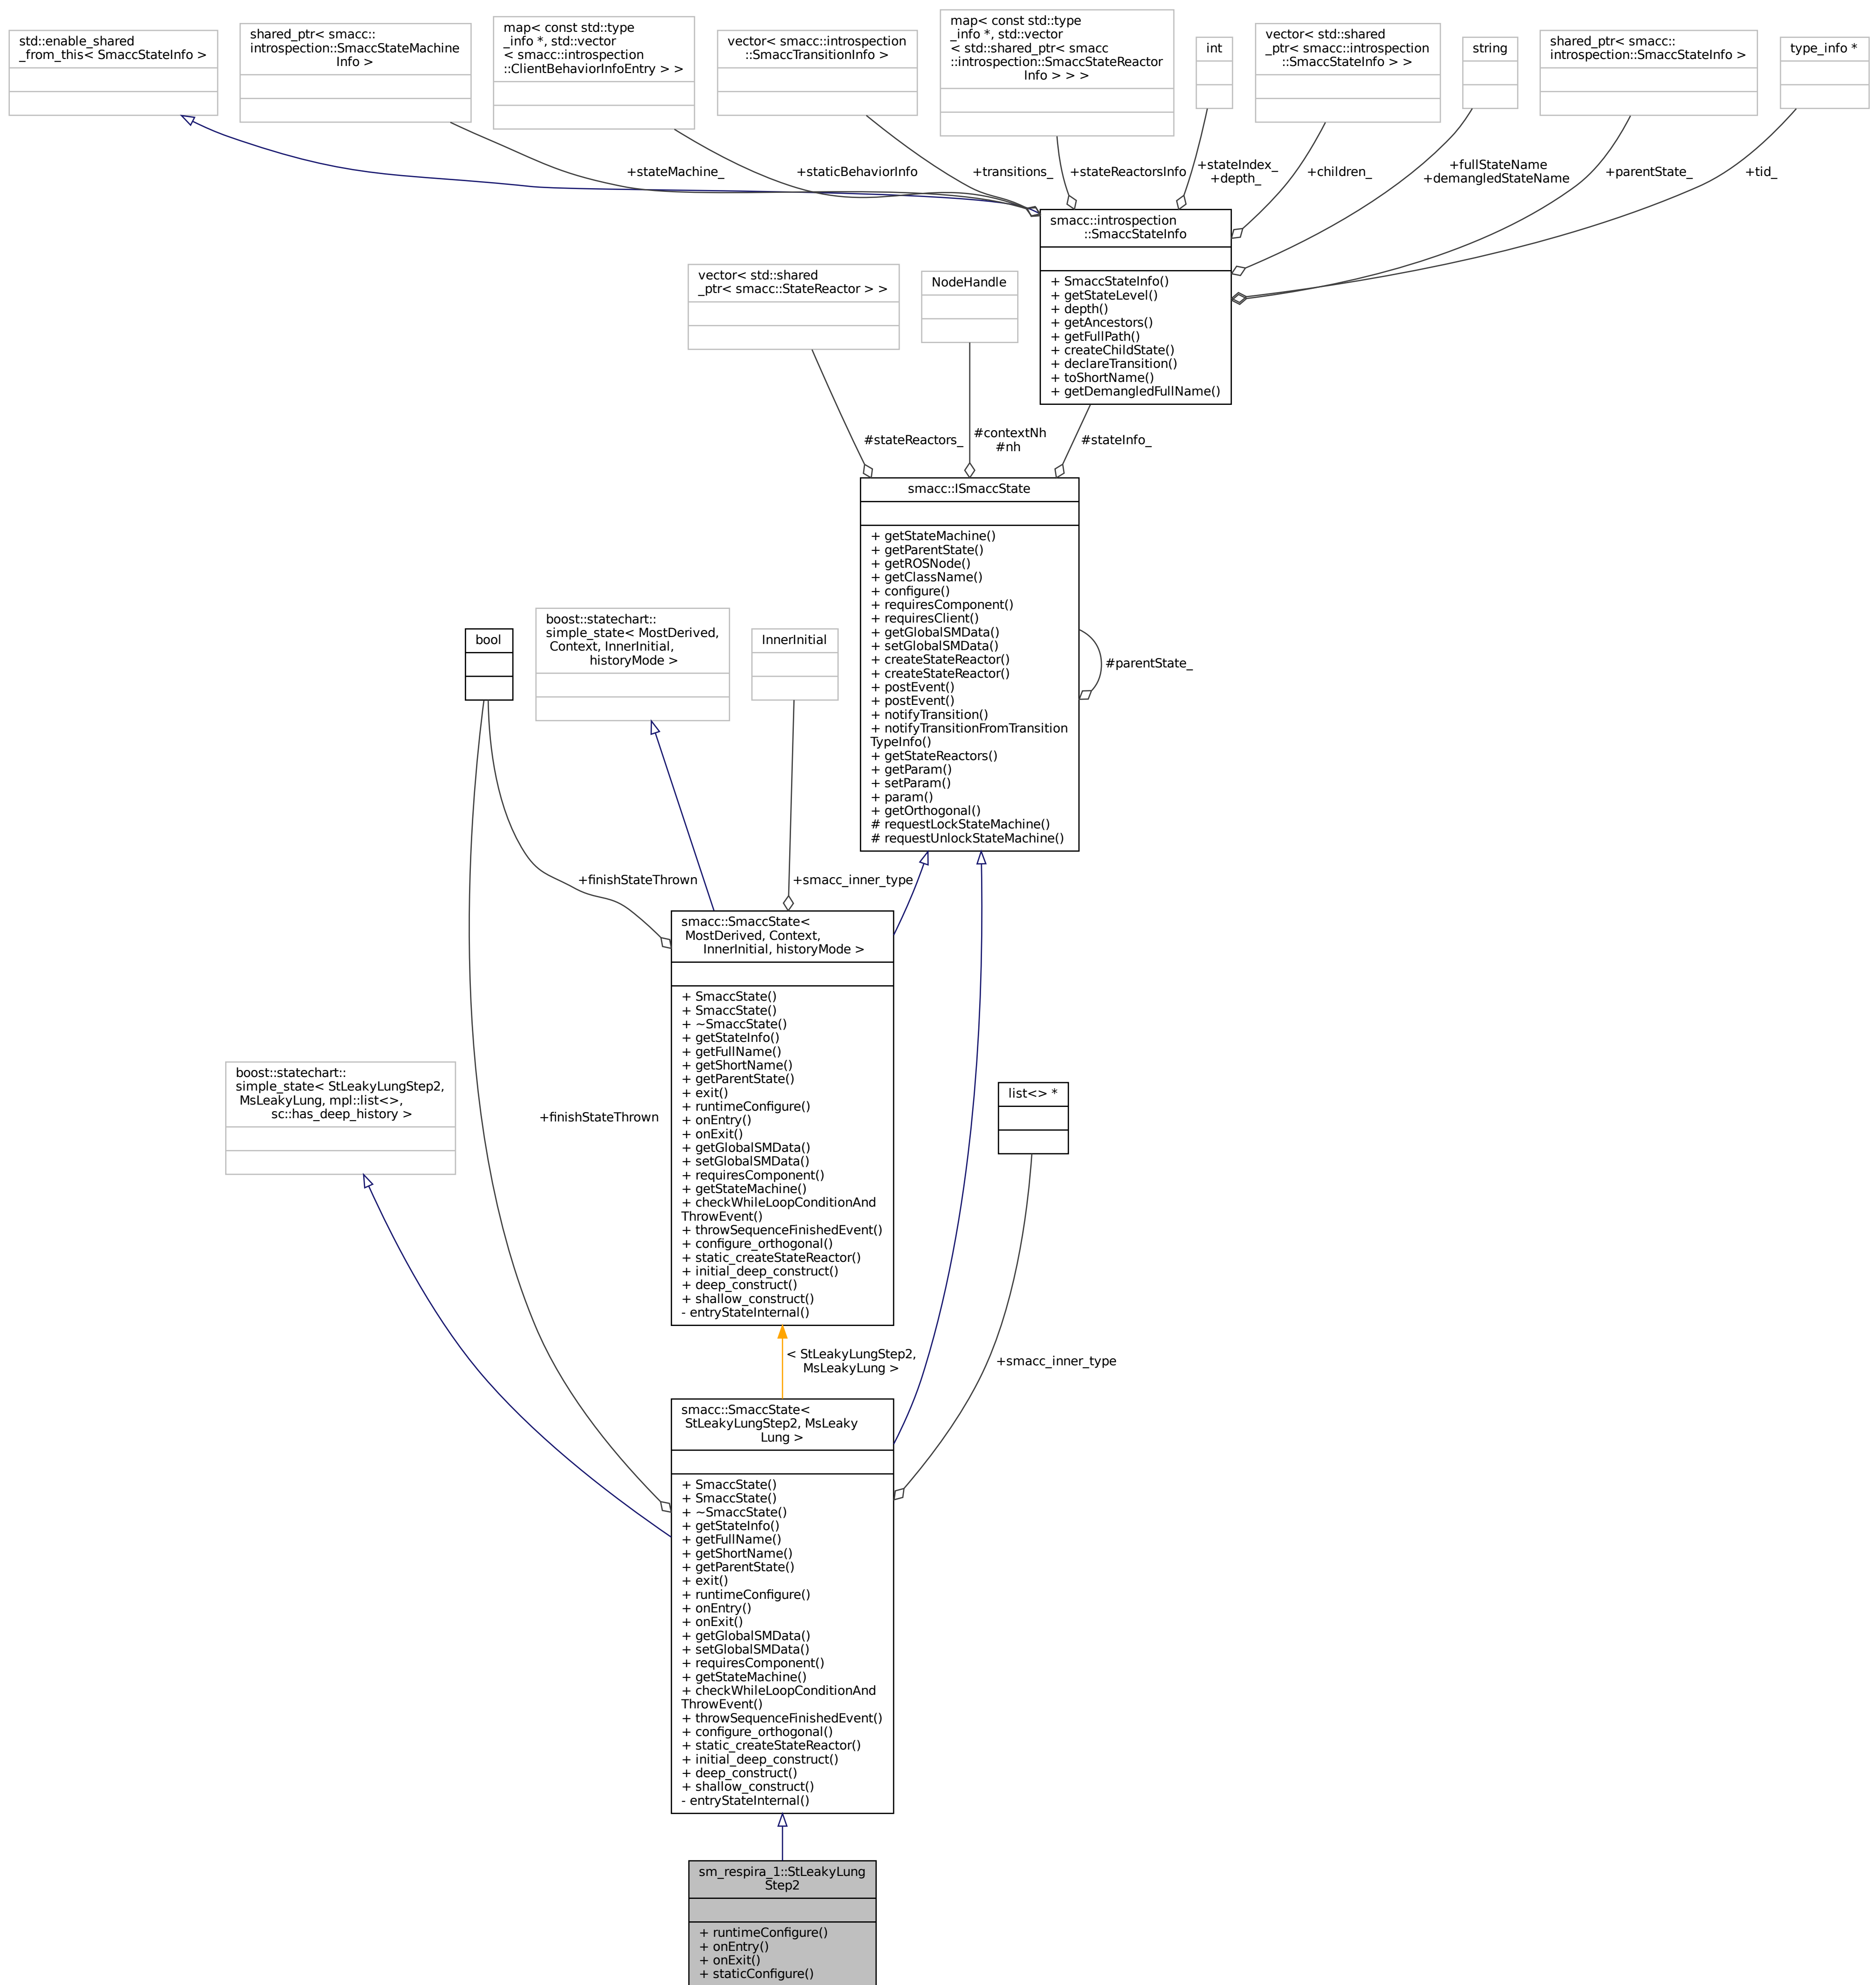 std::enable_shared
_from_this< SmaccStateInfo >
shared_ptr< smacc::
introspection::SmaccStateMachine
Info >
map< const std::type
_info *, std::vector
< smacc::introspection
::ClientBehaviorInfoEntry > >
vector< smacc::introspection
::SmaccTransitionInfo >
map< const std::type
_info *, std::vector
< std::shared_ptr< smacc
::introspection::SmaccStateReactor
Info > > >
int
vector< std::shared
_ptr< smacc::introspection
::SmaccStateInfo > >
string
shared_ptr< smacc::
introspection::SmaccStateInfo >
type_info *
+stateMachine_
+staticBehaviorInfo
+transitions_
+stateReactorsInfo
+stateIndex_
+depth_
+children_
+fullStateName
+demangledStateName
+parentState_
+tid_
smacc::introspection
::SmaccStateInfo
+ SmaccStateInfo()
+ getStateLevel()
+ depth()
+ getAncestors()
+ getFullPath()
+ createChildState()
+ declareTransition()
+ toShortName()
+ getDemangledFullName()
vector< std::shared
_ptr< smacc::StateReactor > >
NodeHandle
#stateReactors_
#contextNh
#nh
#stateInfo_
smacc::ISmaccState
+ getStateMachine()
+ getParentState()
+ getROSNode()
+ getClassName()
+ configure()
+ requiresComponent()
+ requiresClient()
+ getGlobalSMData()
+ setGlobalSMData()
+ createStateReactor()
+ createStateReactor()
+ postEvent()
+ postEvent()
+ notifyTransition()
+ notifyTransitionFromTransition
TypeInfo()
+ getStateReactors()
+ getParam()
+ setParam()
+ param()
+ getOrthogonal()
# requestLockStateMachine()
# requestUnlockStateMachine()
#parentState_
bool
boost::statechart::
simple_state< MostDerived,
Context, InnerInitial,
historyMode >
InnerInitial
+finishStateThrown
+smacc_inner_type
smacc::SmaccState<
MostDerived, Context,
InnerInitial, historyMode >
+ SmaccState()
+ SmaccState()
+ ~SmaccState()
+ getStateInfo()
+ getFullName()
+ getShortName()
+ getParentState()
+ exit()
+ runtimeConfigure()
+ onEntry()
+ onExit()
+ getGlobalSMData()
+ setGlobalSMData()
+ requiresComponent()
+ getStateMachine()
+ checkWhileLoopConditionAnd
ThrowEvent()
+ throwSequenceFinishedEvent()
+ configure_orthogonal()
+ static_createStateReactor()
+ initial_deep_construct()
+ deep_construct()
+ shallow_construct()
- entryStateInternal()
boost::statechart::
simple_state< StLeakyLungStep2,
MsLeakyLung, mpl::list<>,
sc::has_deep_history >
+finishStateThrown
list<> *
< StLeakyLungStep2,
MsLeakyLung >
+smacc_inner_type
smacc::SmaccState<
StLeakyLungStep2, MsLeaky
Lung >
+ SmaccState()
+ SmaccState()
+ ~SmaccState()
+ getStateInfo()
+ getFullName()
+ getShortName()
+ getParentState()
+ exit()
+ runtimeConfigure()
+ onEntry()
+ onExit()
+ getGlobalSMData()
+ setGlobalSMData()
+ requiresComponent()
+ getStateMachine()
+ checkWhileLoopConditionAnd
ThrowEvent()
+ throwSequenceFinishedEvent()
+ configure_orthogonal()
+ static_createStateReactor()
+ initial_deep_construct()
+ deep_construct()
+ shallow_construct()
- entryStateInternal()
sm_respira_1::StLeakyLung
Step2
+ runtimeConfigure()
+ onEntry()
+ onExit()
+ staticConfigure()